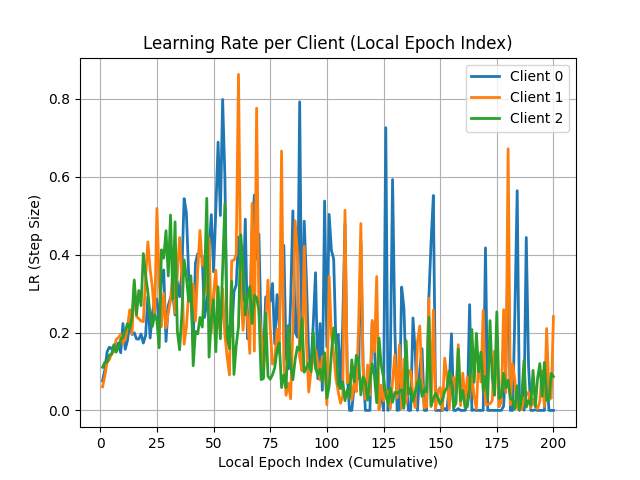 Learning Rate per Client (Local Epoch Index)
Client 0
Client 1
Client 2
LR (Step Size)
0.8
0.6
0.4
0.2
0.0
0 25 50 75 100 125 150 175 200
Local Epoch Index (Cumulative)